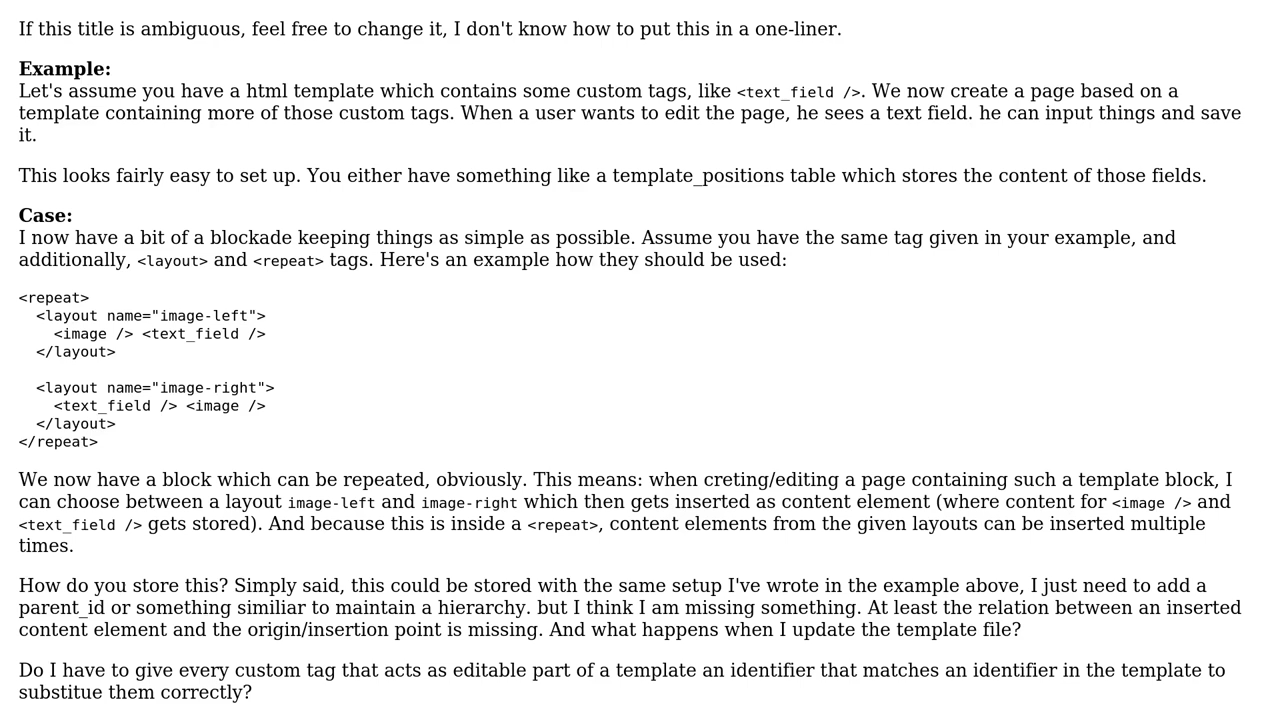 If this title is ambiguous, feel free to change it, I don't know how to put this in a one-liner.
Example:
Let's assume you have a html template which contains some custom tags, like <text_field />. We now create a page based on a
template containing more of those custom tags. When a user wants to edit the page, he sees a text field. he can input things and save
it.
This looks fairly easy to set up. You either have something like a template_positions table which stores the content of those fields.
Case:
I now have a bit of a blockade keeping things as simple as possible. Assume you have the same tag given in your example, and
additionally, <layout> and <repeat> tags. Here's an example how they should be used:
<repeat>
  <layout name="image-left">
    <image /> <text_field />
  </layout>
  <layout name="image-right">
    <text_field /> <image />
  </layout>
</repeat>
We now have a block which can be repeated, obviously. This means: when creting/editing a page containing such a template block, I
can choose between a layout image-left and image-right which then gets inserted as content element (where content for <image /> and
<text_field /> gets stored). And because this is inside a <repeat>, content elements from the given layouts can be inserted multiple
times.
How do you store this? Simply said, this could be stored with the same setup I've wrote in the example above, I just need to add a
parent_id or something similiar to maintain a hierarchy. but I think I am missing something. At least the relation between an inserted
content element and the origin/insertion point is missing. And what happens when I update the template file?
Do I have to give every custom tag that acts as editable part of a template an identifier that matches an identifier in the template to
substitue them correctly?